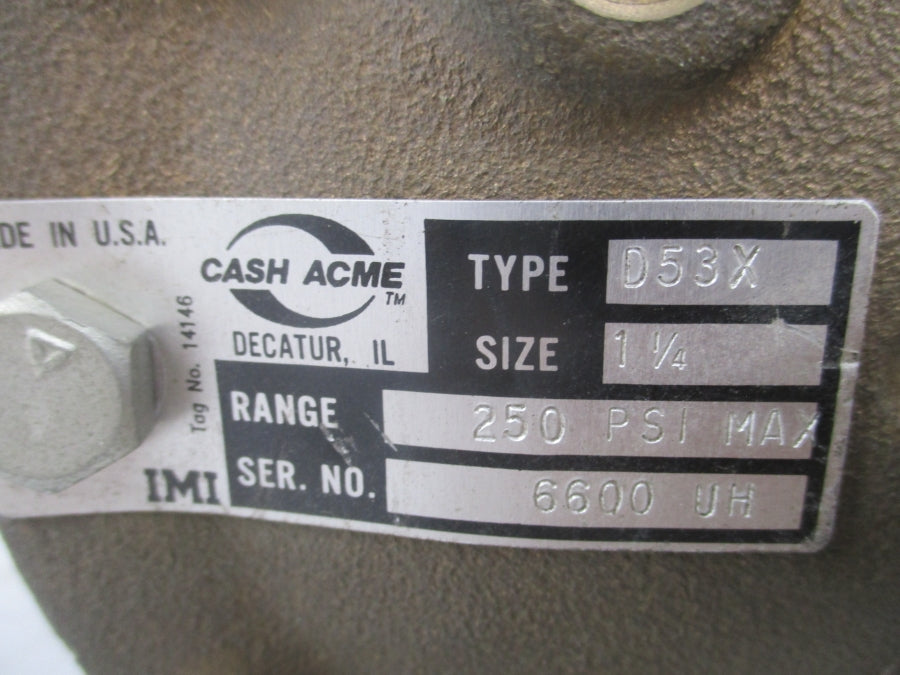 DE IN U.S.A.
CASH ACME TM
DECATUR, IL
Tag No. 14146
IMI
TYPE D53X
SIZE 1 1/4
RANGE 250 PSI MAX
SER. NO. 6600 UH